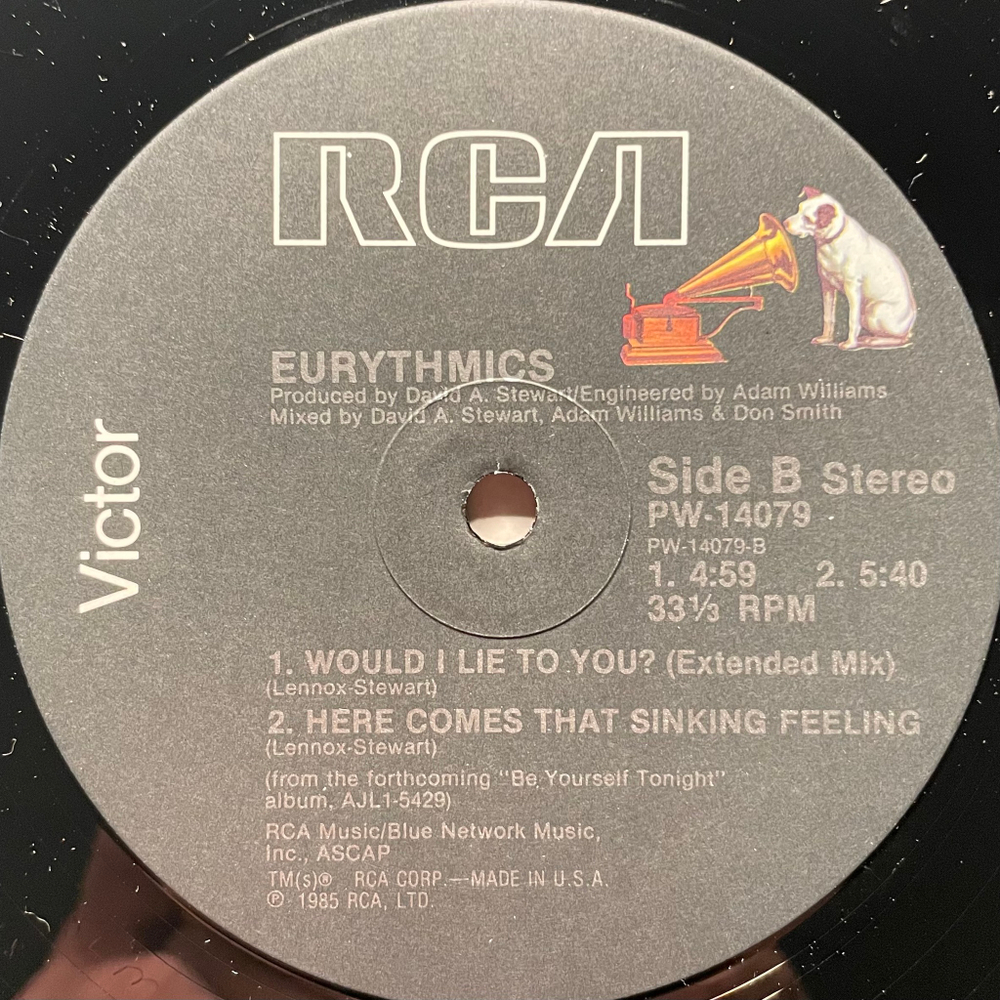 RCA
Victor
EURYTHMICS
Produced by David A. Stewart/Engineered by Adam Williams
Mixed by David A. Stewart, Adam Williams & Don Smith
Side B Stereo
PW-14079
PW-14079-B
1. 4:59 2. 5:40
33⅓ RPM
1. WOULD I LIE TO YOU? (Extended Mix)
(Lennox-Stewart)
2. HERE COMES THAT SINKING FEELING
(Lennox-Stewart)
(from the forthcoming "Be Yourself Tonight"
album, AJL1-5429)
RCA Music/Blue Network Music,
Inc., ASCAP
TM(s)® RCA CORP.—MADE IN U.S.A.
℗ 1985 RCA, LTD.